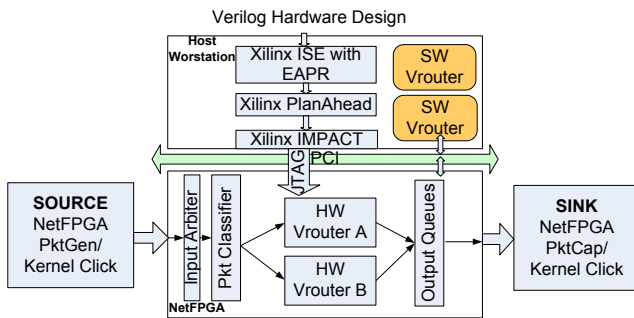 Verilog Hardware Design
Host
Worstation
Xilinx ISE with
EAPR
Xilinx PlanAhead
Xilinx IMPACT
SW
Vrouter
SW
Vrouter
JTAG
PCI
SOURCE
NetFPGA
PktGen/
Kernel Click
Input Arbiter
Pkt Classifier
HW
Vrouter A
HW
Vrouter B
Output Queues
NetFPGA
SINK
NetFPGA
PktCap/
Kernel Click